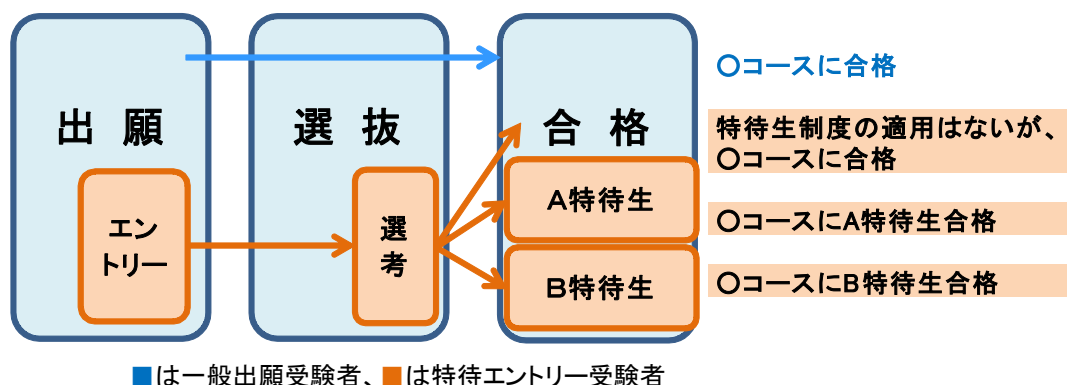 出 願
選 抜
合 格
エン
トリー
選
考
A特待生
B特待生
〇コースに合格
特待生制度の適用はないが、
〇コースに合格
〇コースにA特待生合格
〇コースにB特待生合格
■は一般出願受験者、■は特待エントリー受験者